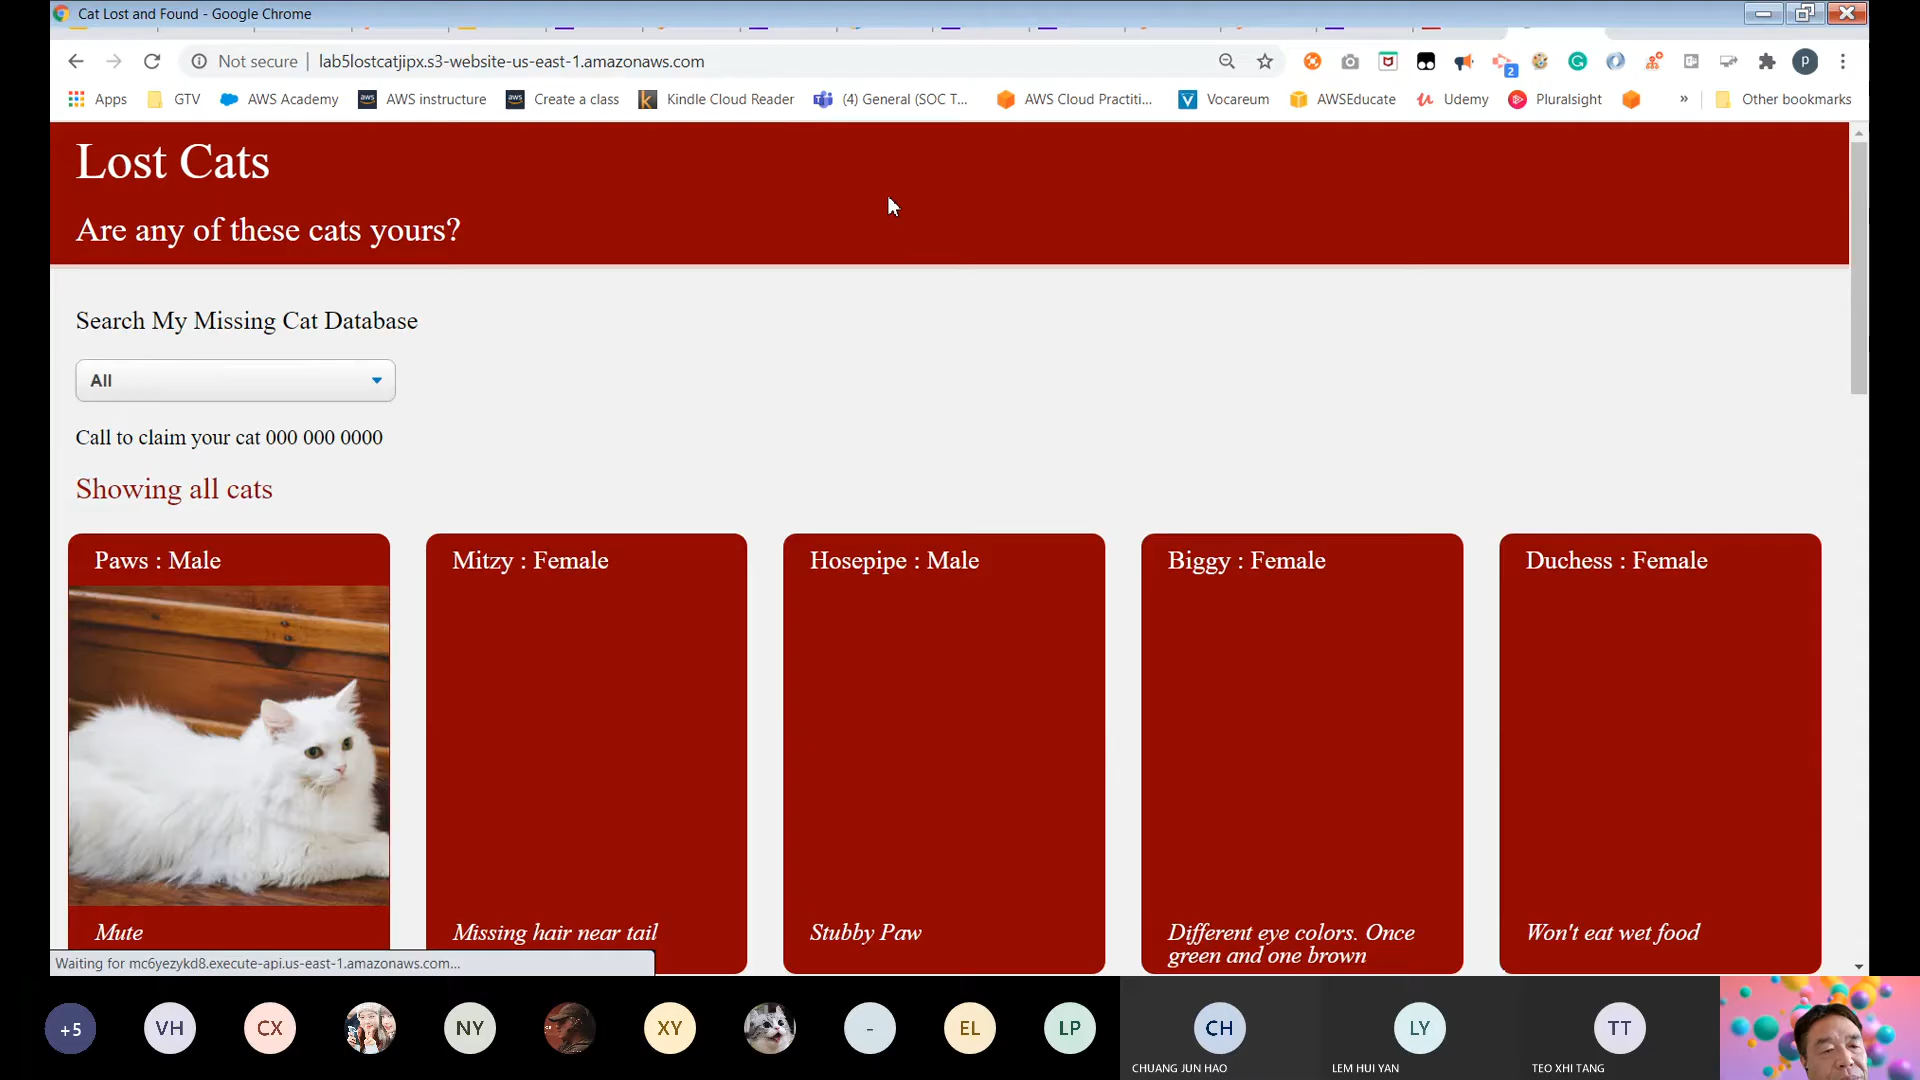 Cat Lost and Found - Google Chrome
Not secure | lab5lostcatjipx.s3-website-us-east-1.amazonaws.com
2
P
Apps GTV AWS Academy AWS instructure Create a class Kindle Cloud Reader (4) General (SOC T... AWS Cloud Practiti... Vocareum AWSEducate Udemy Pluralsight » Other bookmarks
Lost Cats
Are any of these cats yours?
Search My Missing Cat Database
All
Call to claim your cat 000 000 0000
Showing all cats
Paws : Male
Mitzy : Female
Hosepipe : Male
Biggy : Female
Duchess : Female
Mute
Missing hair near tail
Stubby Paw
Different eye colors. Once
green and one brown
Won't eat wet food
Waiting for mc6yezykd8.execute-api.us-east-1.amazonaws.com...
+5 VH CX NY XY - EL LP CH LY TT
CHUANG JUN HAO LEM HUI YAN TEO XHI TANG